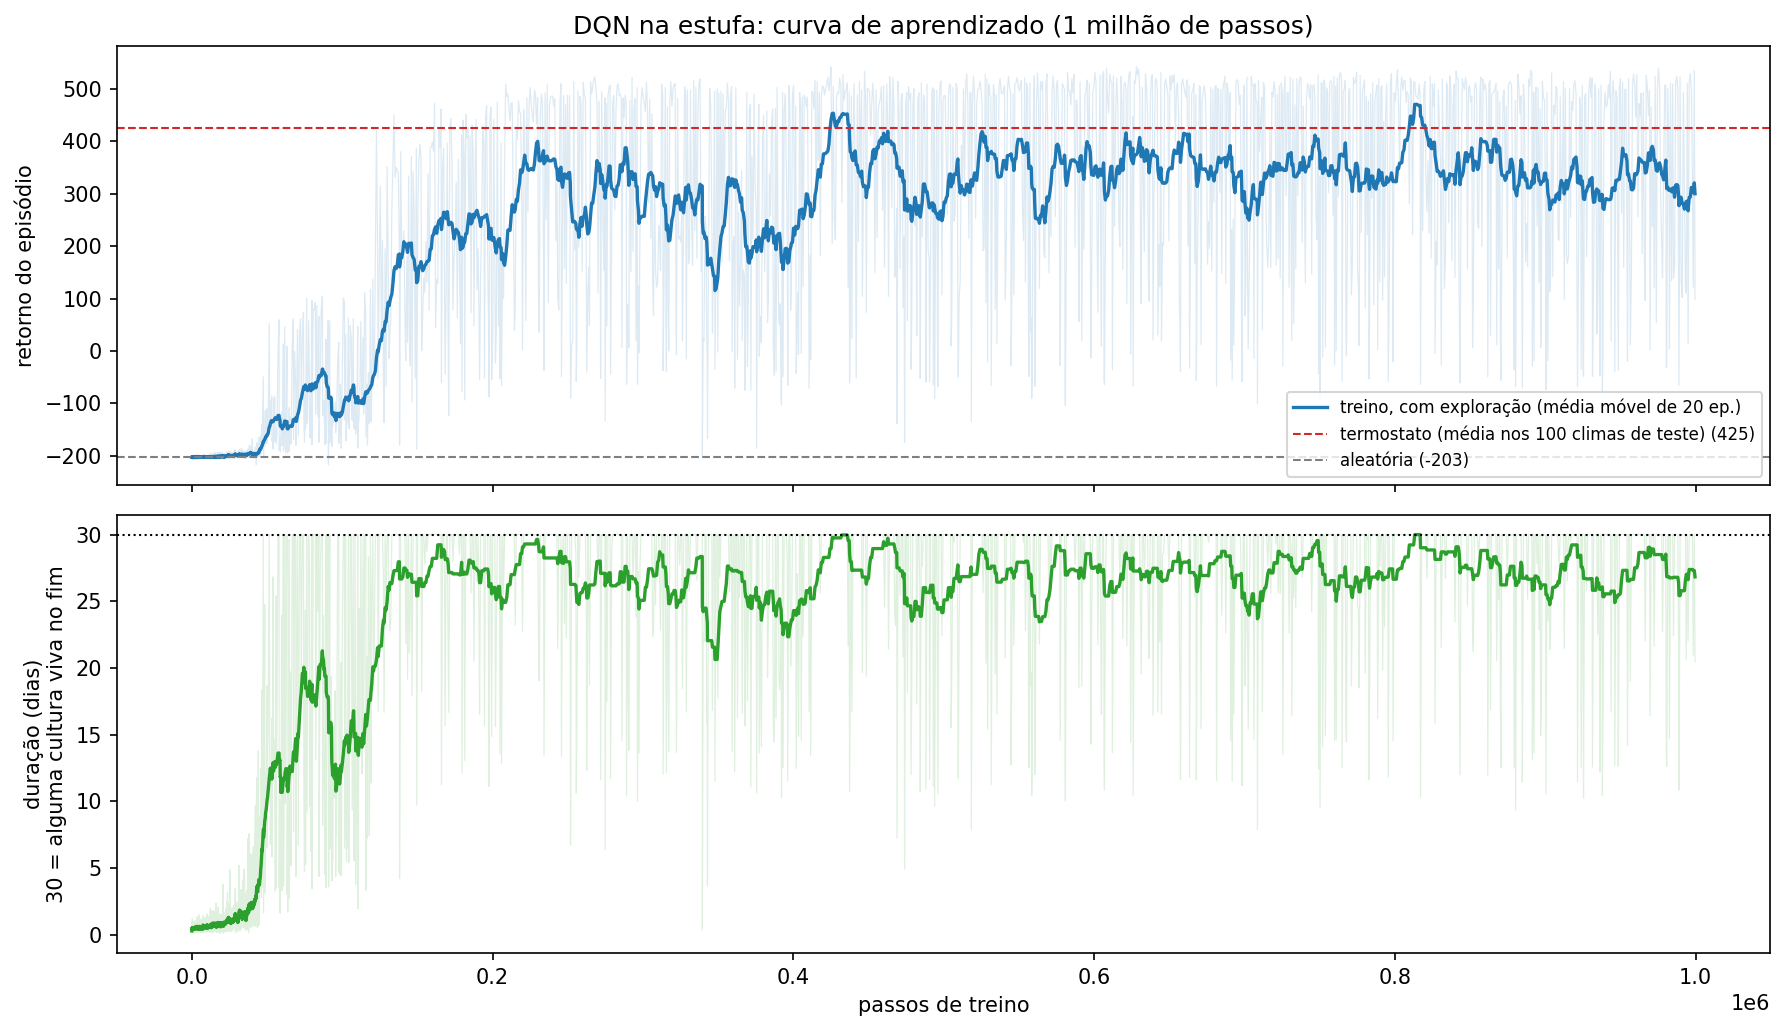 DQN na estufa: curva de aprendizado (1 milhão de passos)
retorno do episódio
500
400
300
200
100
0
−100
−200
treino, com exploração (média móvel de 20 ep.)
termostato (média nos 100 climas de teste) (425)
aleatória (-203)
duração (dias)
30 = alguma cultura viva no fim
30
25
20
15
10
5
0
0.0
0.2
0.4
0.6
0.8
1.0
1e6
passos de treino